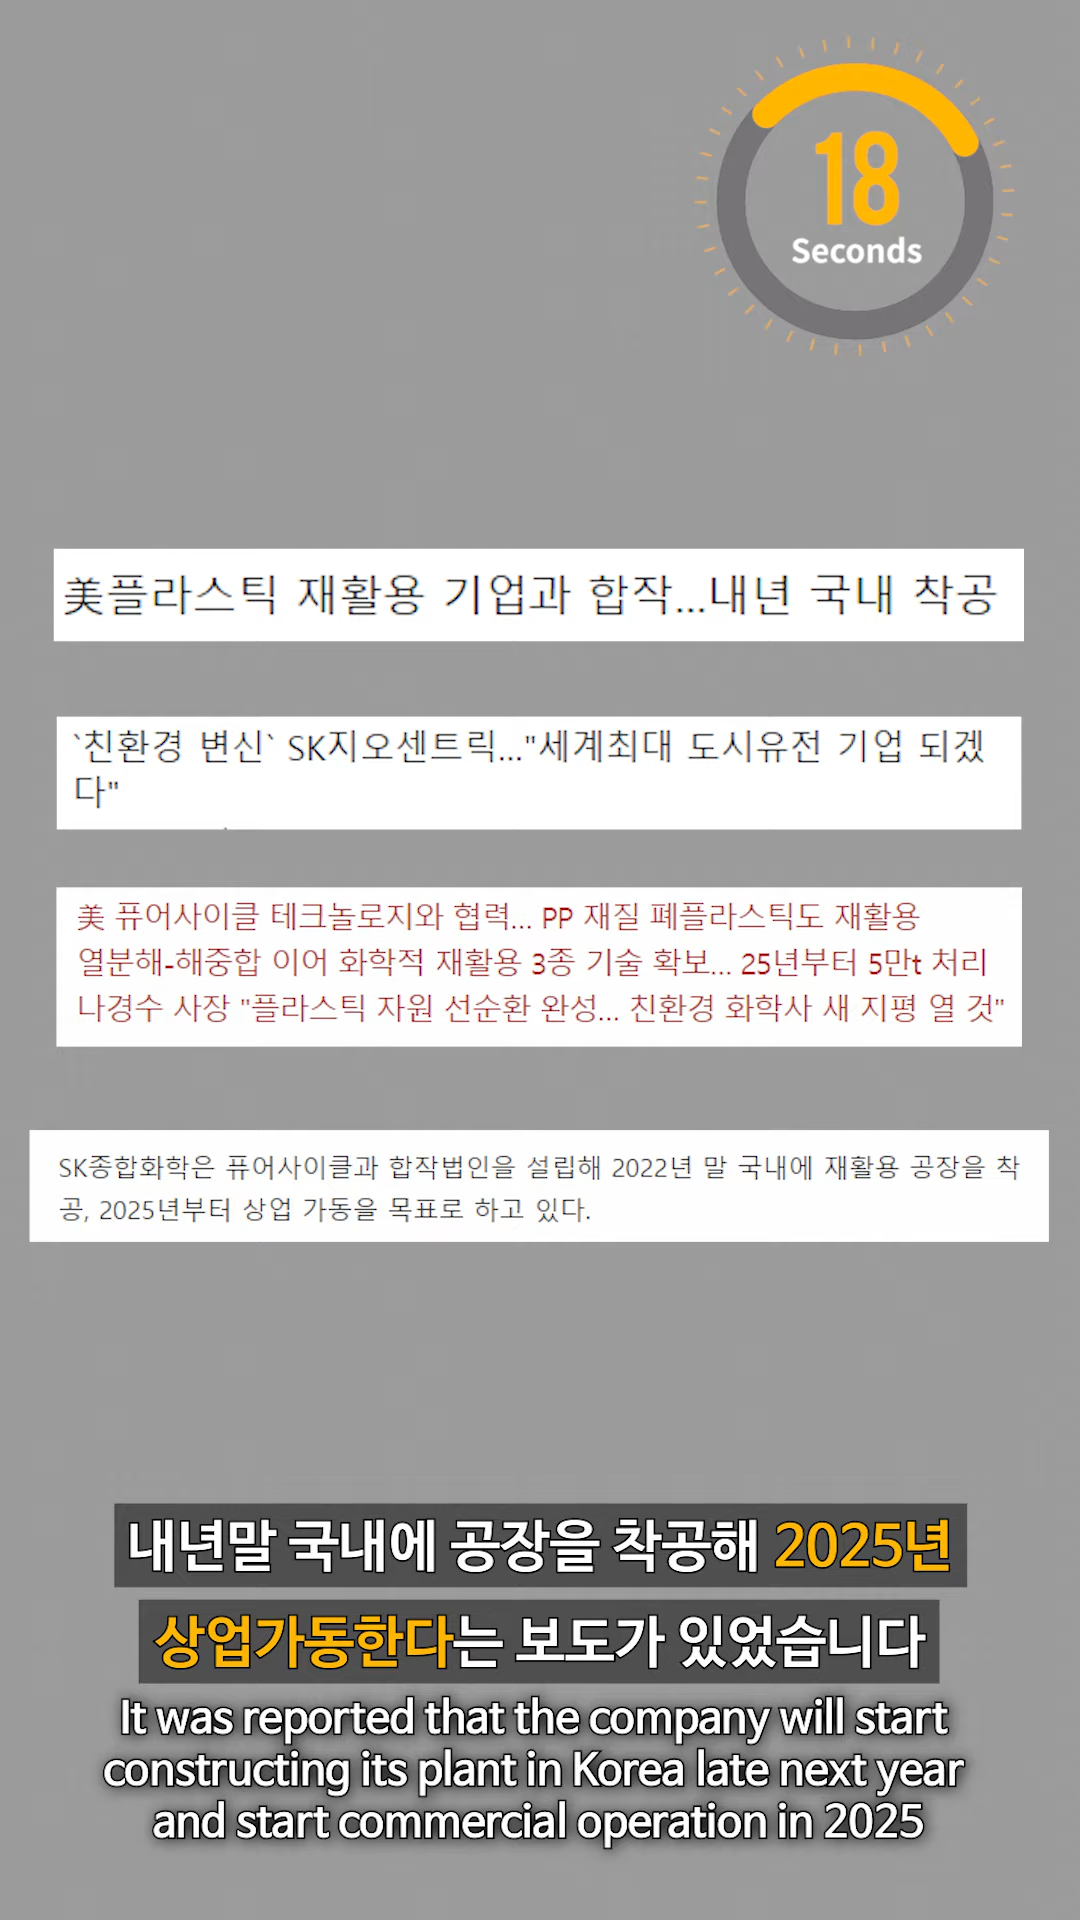 18
Seconds
美플라스틱 재활용 기업과 합작...내년 국내 착공
`친환경 변신` SK지오센트릭..."세계최대 도시유전 기업 되겠
다"
美 퓨어사이클 테크놀로지와 협력... PP 재질 폐플라스틱도 재활용
열분해-해중합 이어 화학적 재활용 3종 기술 확보... 25년부터 5만t 처리
나경수 사장 "플라스틱 자원 선순환 완성... 친환경 화학사 새 지평 열 것"
SK종합화학은 퓨어사이클과 합작법인을 설립해 2022년 말 국내에 재활용 공장을 착
공, 2025년부터 상업 가동을 목표로 하고 있다.
내년말 국내에 공장을 착공해 2025년
상업가동한다는 보도가 있었습니다
It was reported that the company will start
constructing its plant in Korea late next year
and start commercial operation in 2025